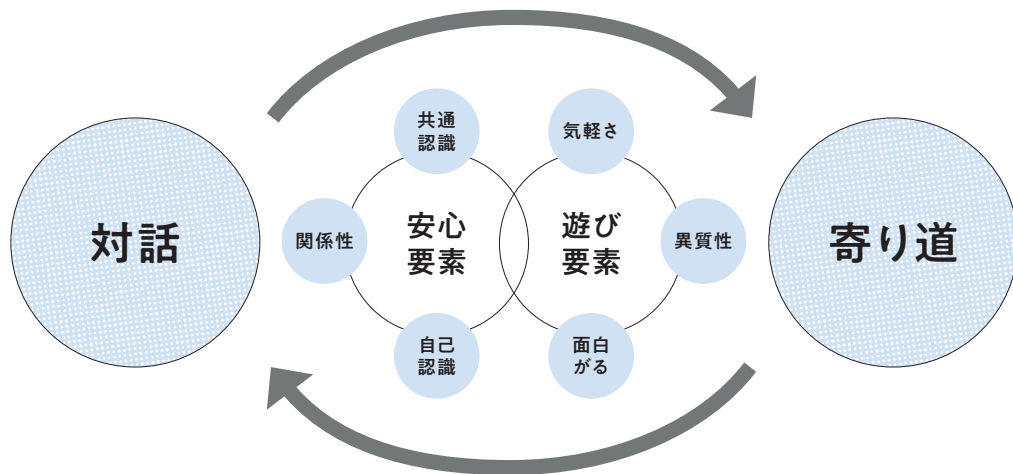 対話
関係性
共通
認識
安心
要素
自己
認識
気軽さ
遊び
要素
異質性
面白
がる
寄り道